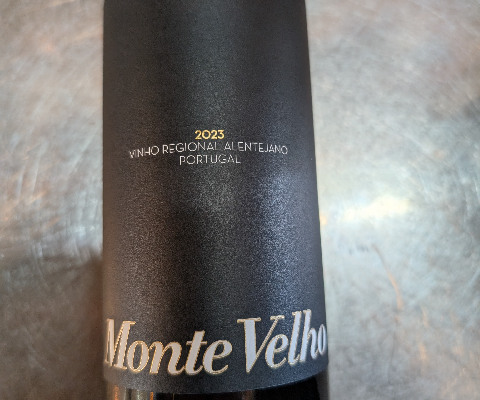 2023
VINHO REGIONAL ALENTEJANO
PORTUGAL
Monte Velho